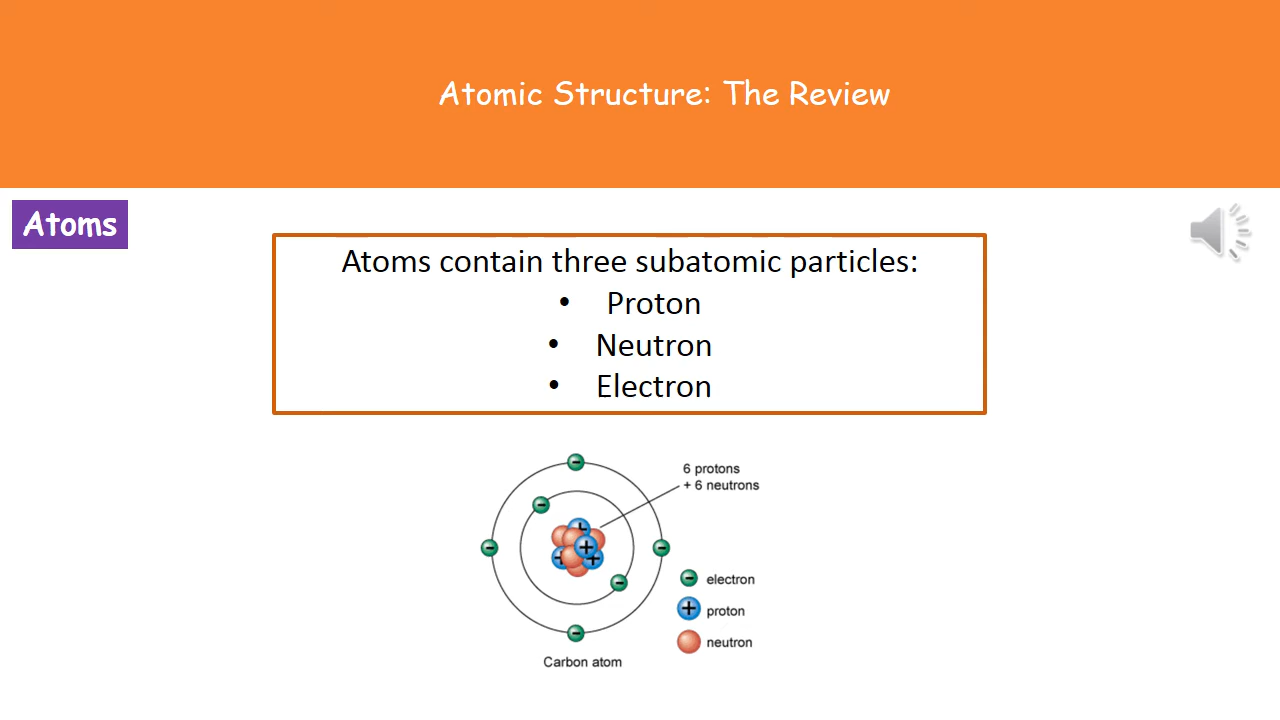 Atomic Structure: The Review
Atoms
Atoms contain three subatomic particles:
• Proton
• Neutron
• Electron
6 protons
+ 6 neutrons
electron
proton
neutron
Carbon atom